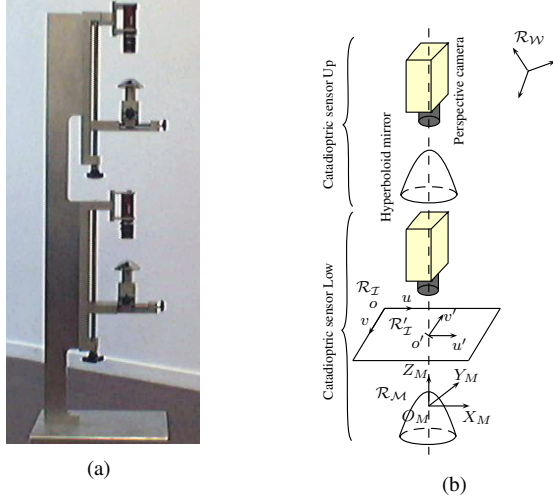 Catadioptric sensor Up
Catadioptric sensor Low
Hyperboloid mirror
Perspective camera
R_W
R_I
o
u
v
R'_I
v'
o'
u'
Z_M
Y_M
R_M
O_M
X_M
(a)
(b)